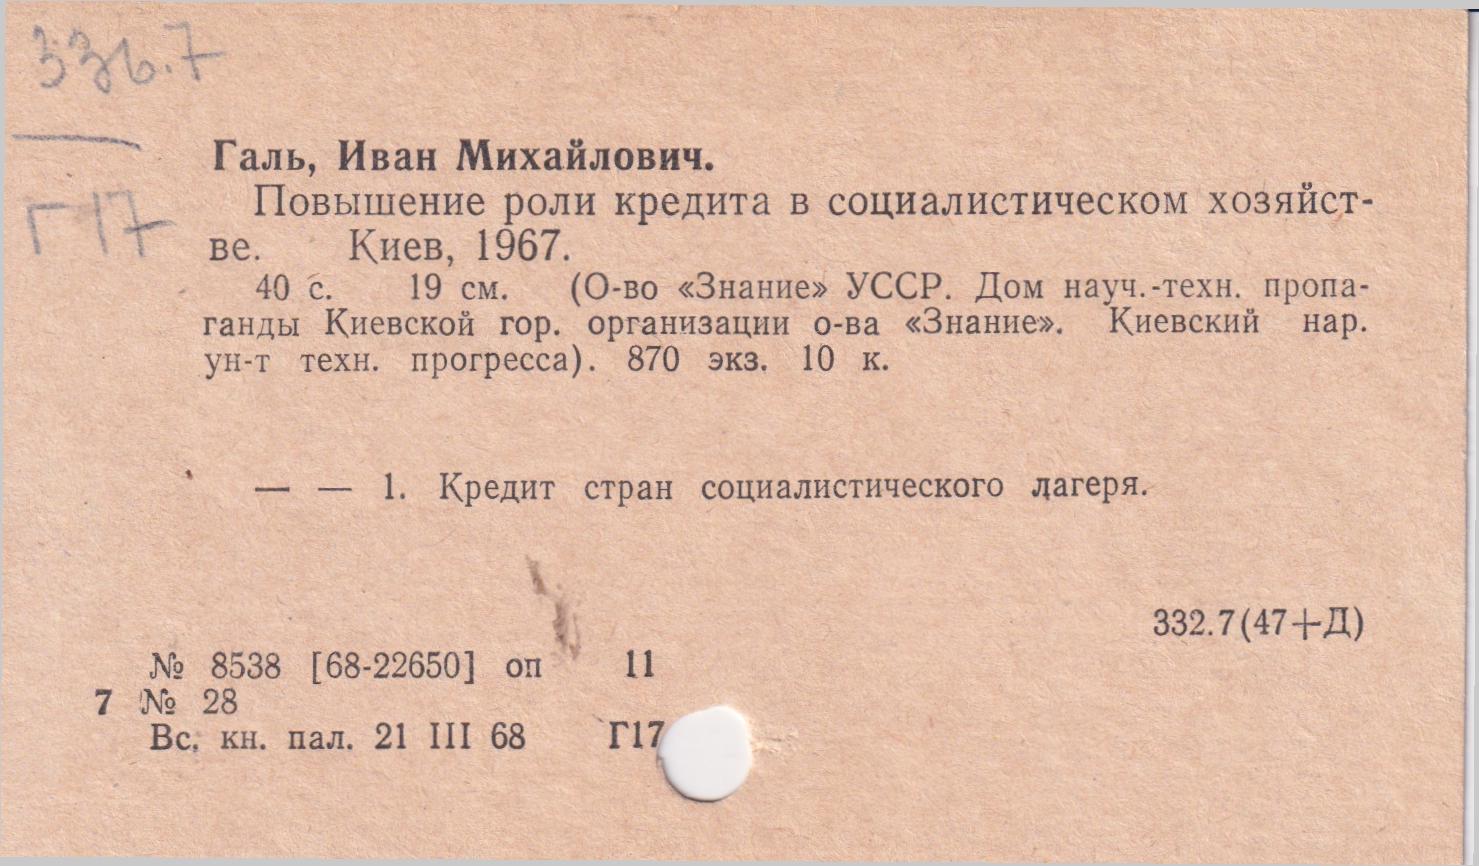 336.7
Г17
Галь, Иван Михайлович.
Повышение роли кредита в социалистическом хозяйст-
ве. Киев, 1967.
40 с. 19 см. (О-во «Знание» УССР. Дом науч.-техн. пропа-
ганды Киевской гор. организации о-ва «Знание». Киевский нар.
ун-т техн. прогресса). 870 экз. 10 к.
— — 1. Кредит стран социалистического лагеря.
332.7(47+Д)
№ 8538 [68-22650] оп 11
7 № 28
Вс. кн. пал. 21 III 68 Г17